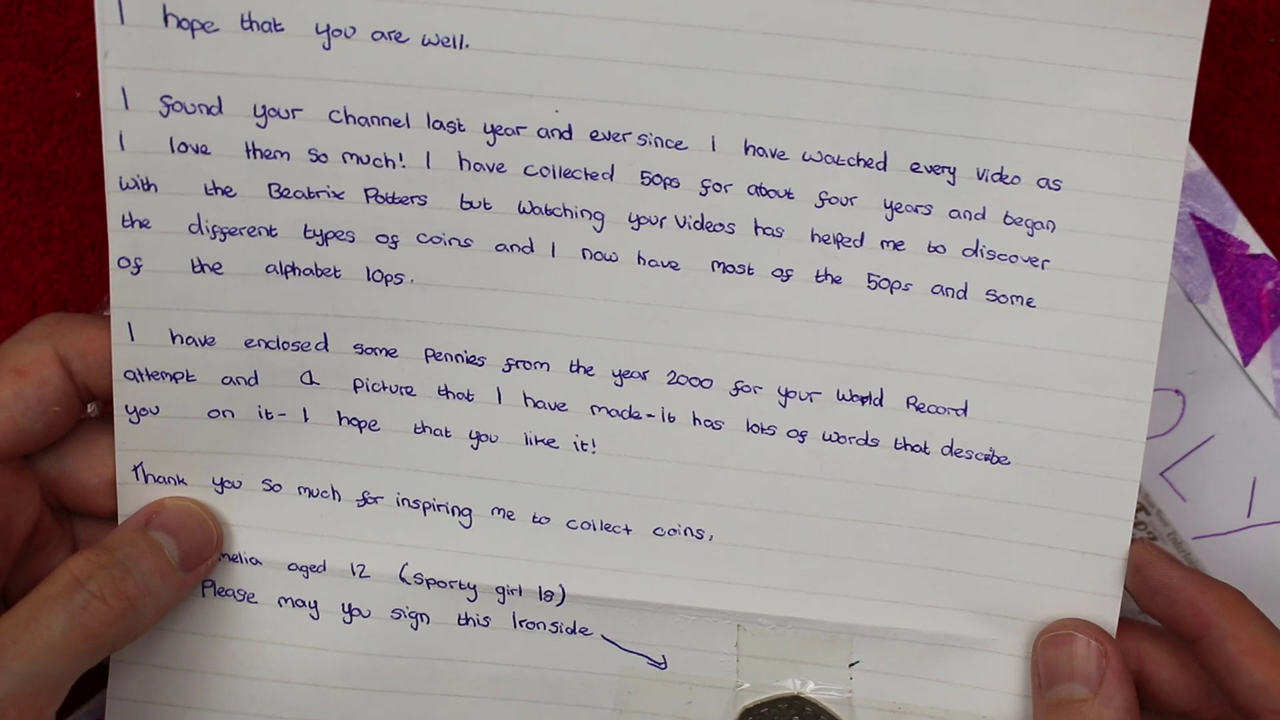 I hope that you are well.
I found your channel last year and ever since I have watched every video as
I love them so much! I have collected 50ps for about four years and began
with the Beatrix Potters but watching your videos has helped me to discover
the different types of coins and I now have most of the 50ps and some
of the alphabet 10ps.
I have enclosed some pennies from the year 2000 for your World Record
attempt and a picture that I have made-it has lots of words that describe
you on it- I hope that you like it!
Thank you so much for inspiring me to collect coins,
aged 12 (sporty girl 18)
Please may you sign this Ironside